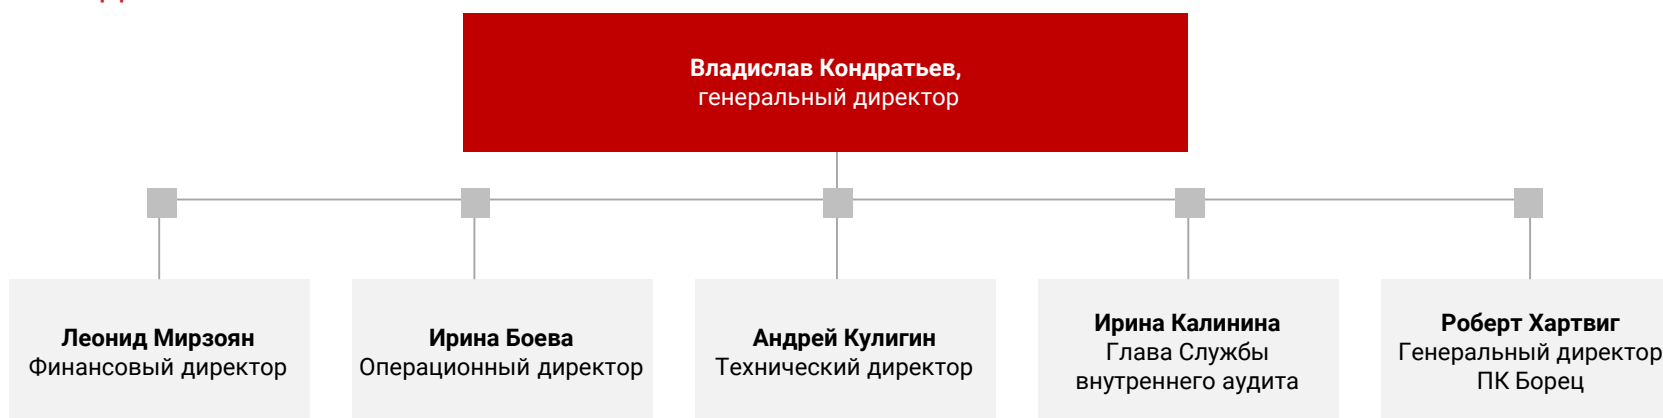 Владислав Кондратьев,
генеральный директор
Леонид Мирзоян
Финансовый директор
Ирина Боева
Операционный директор
Андрей Кулигин
Технический директор
Ирина Калинина
Глава Службы
внутреннего аудита
Роберт Хартвиг
Генеральный директор
ПК Борец